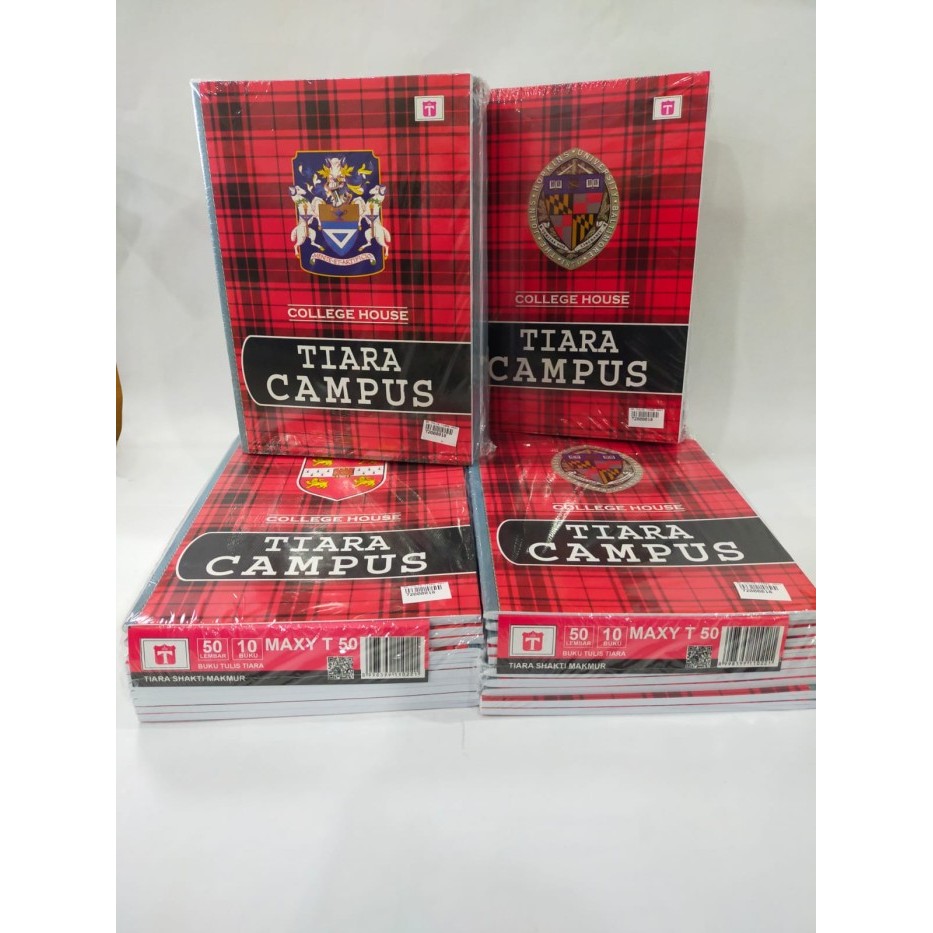 T
COLLEGE HOUSE
TIARA
CAMPUS
T
COLLEGE HOUSE
TIARA
CAMPUS
COLLEGE HOUSE
TIARA
CAMPUS
COLLEGE HOUSE
TIARA
CAMPUS
T
50 LEMBAR
10 BUKU
MAXY T 50
BUKU TULIS TIARA
TIARA SHAKTI MAKMUR
T
50 LEMBAR
10 BUKU
MAXY T 50
BUKU TULIS TIARA
TIARA SHAKTI MAKMUR